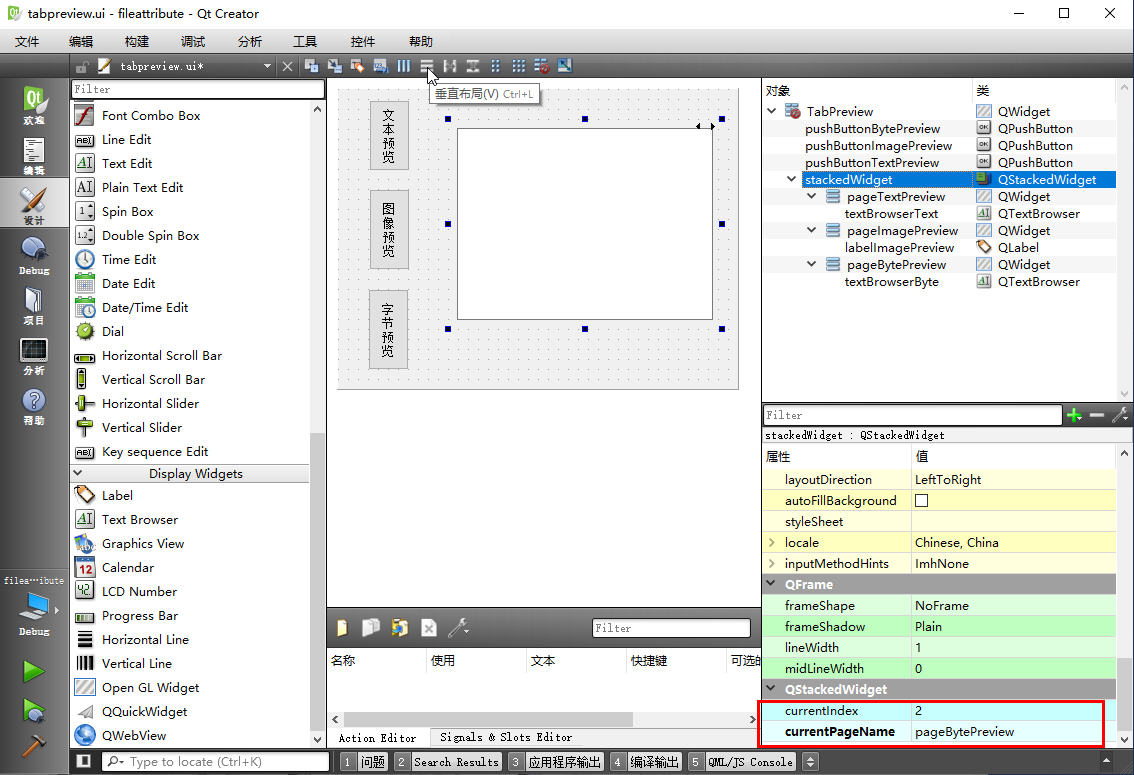 tabpreview.ui - fileattribute - Qt Creator
文件 编辑 构建 调试 分析 工具 控件 帮助
tabpreview.ui*
垂直布局(V) Ctrl+L
欢迎
编辑
设计
Debug
项目
分析
帮助
filea…ibute
Debug
Filter
Font Combo Box
Line Edit
Text Edit
Plain Text Edit
Spin Box
Double Spin Box
Time Edit
Date Edit
Date/Time Edit
Dial
Horizontal Scroll Bar
Vertical Scroll Bar
Horizontal Slider
Vertical Slider
Key sequence Edit
Display Widgets
Label
Text Browser
Graphics View
Calendar
LCD Number
Progress Bar
Horizontal Line
Vertical Line
Open GL Widget
QQuickWidget
QWebView
文本预览
图像预览
字节预览
Filter
名称 使用 文本 快捷键 可选的
Action Editor Signals & Slots Editor
对象 类
TabPreview QWidget
pushButtonBytePreview QPushButton
pushButtonImagePreview QPushButton
pushButtonTextPreview QPushButton
stackedWidget QStackedWidget
pageTextPreview QWidget
textBrowserText QTextBrowser
pageImagePreview QWidget
labelImagePreview QLabel
pageBytePreview QWidget
textBrowserByte QTextBrowser
Filter
stackedWidget : QStackedWidget
属性 值
layoutDirection LeftToRight
autoFillBackground
styleSheet
locale Chinese, China
inputMethodHints ImhNone
QFrame
frameShape NoFrame
frameShadow Plain
lineWidth 1
midLineWidth 0
QStackedWidget
currentIndex 2
currentPageName pageBytePreview
Type to locate (Ctrl+K) 1 问题 2 Search Results 3 应用程序输出 4 编译输出 5 QML/JS Console